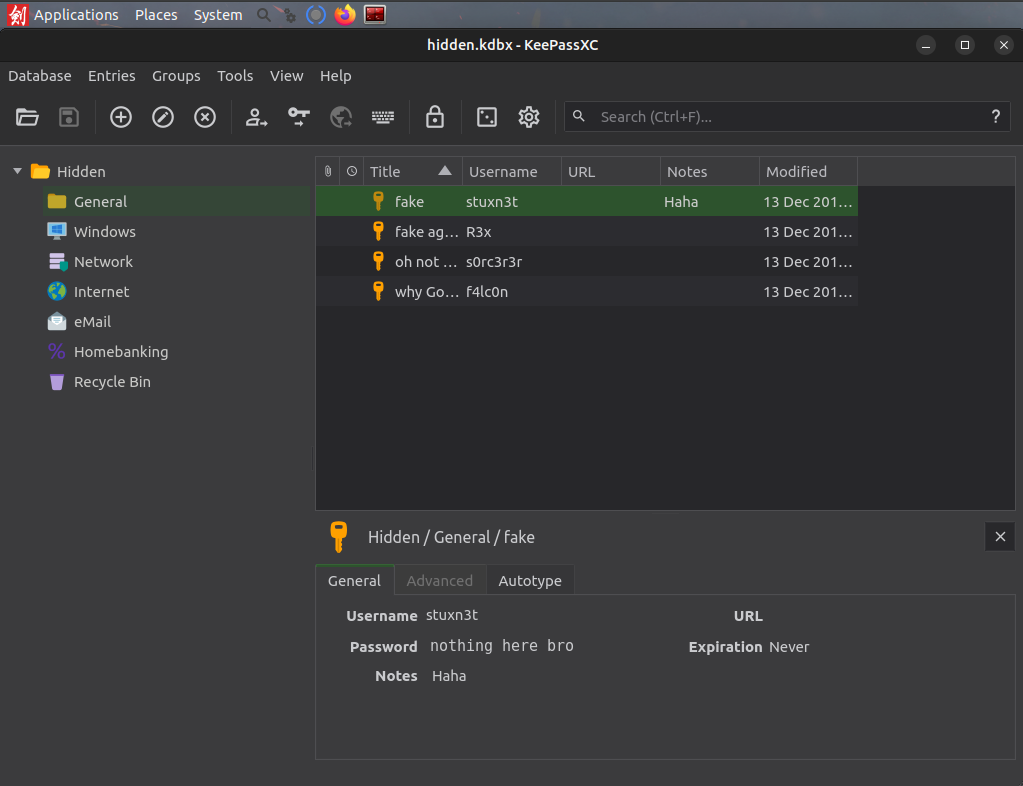 Applications Places System
hidden.kdbx - KeePassXC
Database Entries Groups Tools View Help
Search (Ctrl+F)... ?
Hidden
General
Windows
Network
Internet
eMail
Homebanking
Recycle Bin
Title Username URL Notes Modified
fake stuxn3t Haha 13 Dec 201...
fake ag... R3x 13 Dec 201...
oh not ... s0rc3r3r 13 Dec 201...
why Go... f4lc0n 13 Dec 201...
Hidden / General / fake
General Advanced Autotype
Username stuxn3t URL
Password nothing here bro Expiration Never
Notes Haha